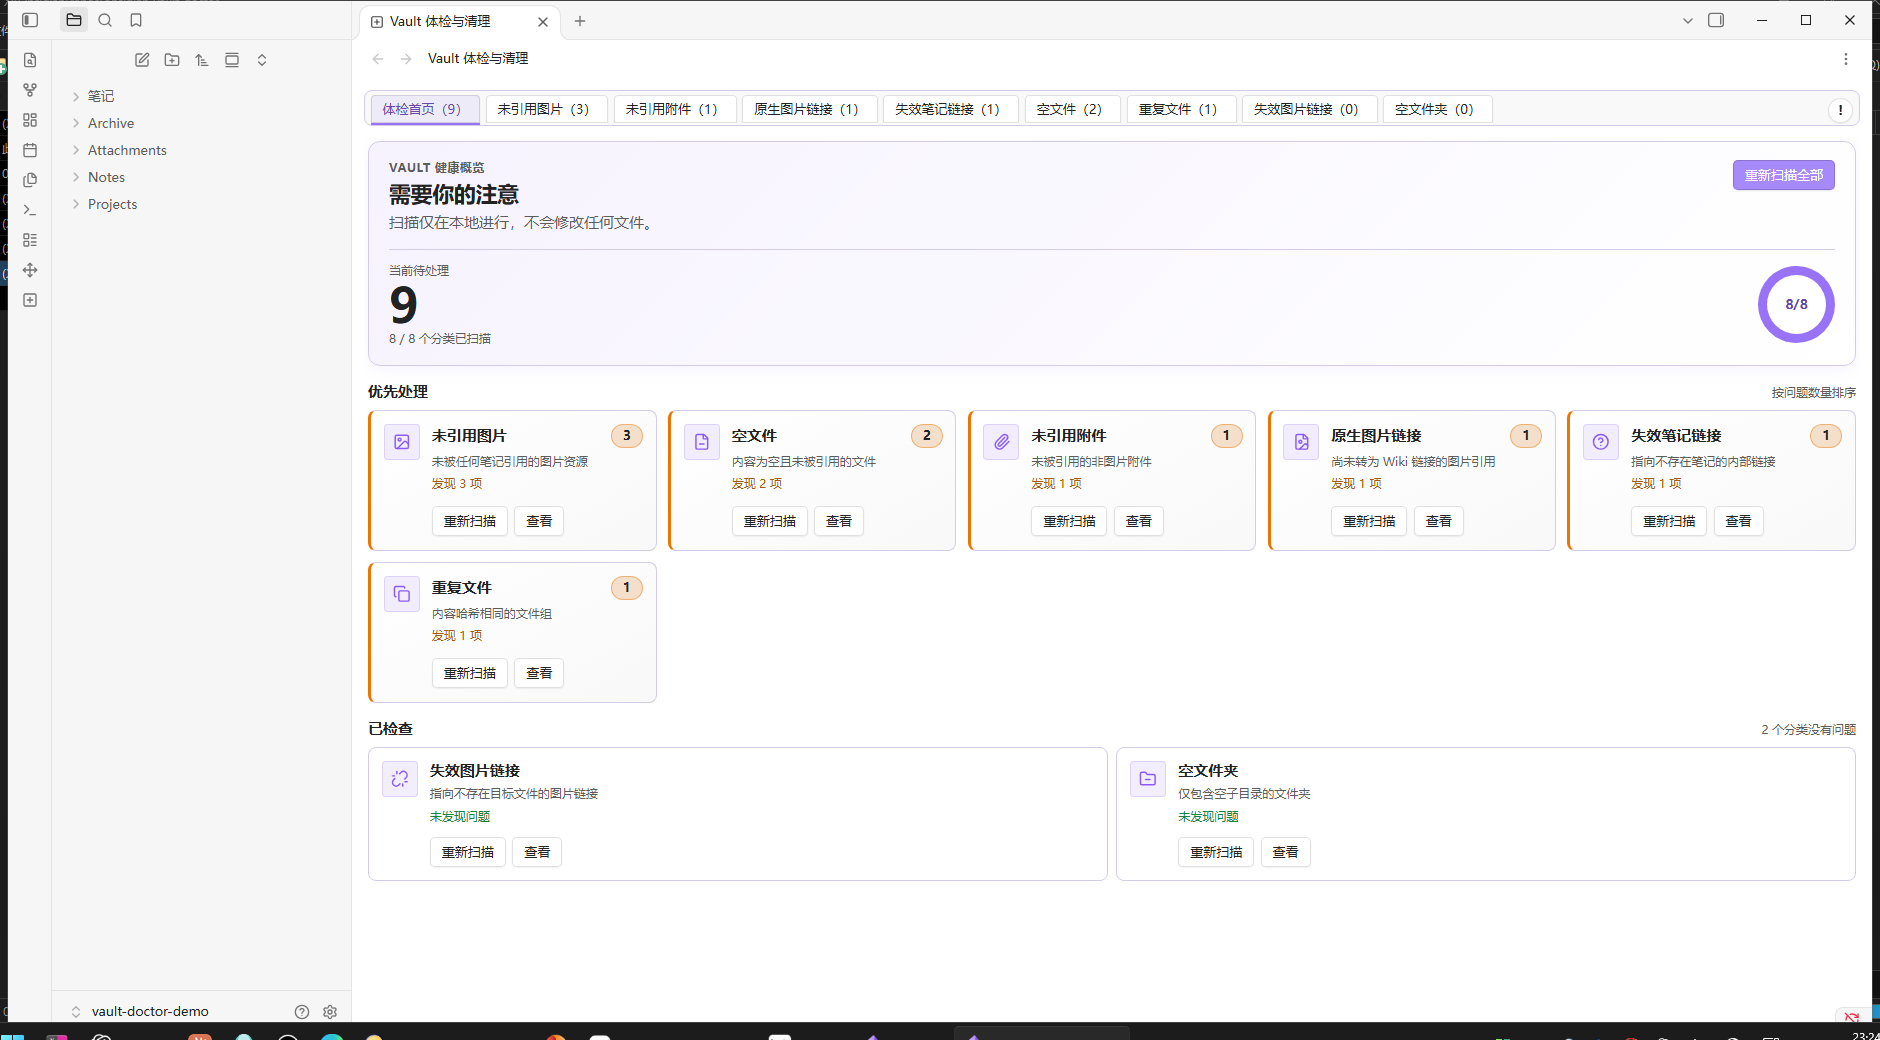 Vault 体检与清理
Vault 体检与清理
笔记
Archive
Attachments
Notes
Projects
体检首页（9）
未引用图片（3）
未引用附件（1）
原生图片链接（1）
失效笔记链接（1）
空文件（2）
重复文件（1）
失效图片链接（0）
空文件夹（0）
!
VAULT 健康概览
需要你的注意
重新扫描全部
扫描仅在本地进行，不会修改任何文件。
当前待处理
9
8 / 8 个分类已扫描
8/8
优先处理
按问题数量排序
未引用图片
3
未被任何笔记引用的图片资源
发现 3 项
重新扫描
查看
空文件
2
内容为空且未被引用的文件
发现 2 项
重新扫描
查看
未引用附件
1
未被引用的非图片附件
发现 1 项
重新扫描
查看
原生图片链接
1
尚未转为 Wiki 链接的图片引用
发现 1 项
重新扫描
查看
失效笔记链接
1
指向不存在笔记的内部链接
发现 1 项
重新扫描
查看
重复文件
1
内容哈希相同的文件组
发现 1 项
重新扫描
查看
已检查
2 个分类没有问题
失效图片链接
指向不存在目标文件的图片链接
未发现问题
重新扫描
查看
空文件夹
仅包含空子目录的文件夹
未发现问题
重新扫描
查看
vault-doctor-demo